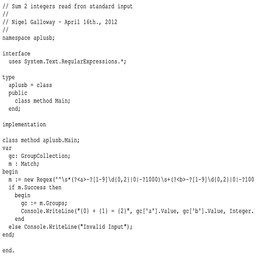 // Sum 2 integers read fron standard input
//
// Nigel Galloway - April 16th., 2012
//
namespace aplusb;
interface
uses System.Text.RegularExpressions.*;
type
aplusb = class
public
class method Main;
end;
implementation
class method aplusb.Main;
var
gc: GroupCollection;
m : Match;
begin
m := new Regex('^\s*(?<a>-?[1-9]\d{0,2}|0|-?1000)\s+(?<b>-?[1-9]\d{0,2}|0|-?100
if m.Success then
begin
gc := m.Groups;
Console.WriteLine("{0} + {1} = {2}", gc['a'].Value, gc['b'].Value, Integer.
end
else Console.WriteLine("Invalid Input");
end;
end.